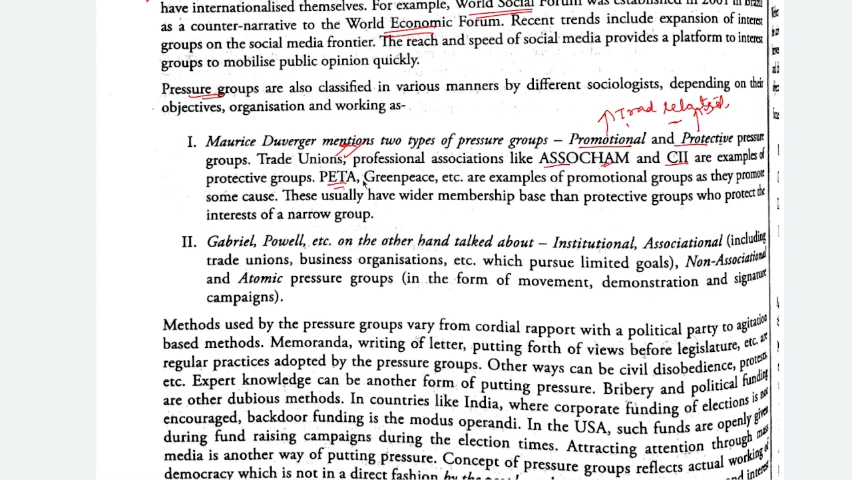 have internationalised themselves. For example, World Social Forum was established in 2001 in Brazil
as a counter-narrative to the World Economic Forum. Recent trends include expansion of interest
groups on the social media frontier. The reach and speed of social media provides a platform to interest
groups to mobilise public opinion quickly.
Pressure groups are also classified in various manners by different sociologists, depending on their
objectives, organisation and working as-
Trad related
I. Maurice Duverger mentions two types of pressure groups – Promotional and Protective pressure
groups. Trade Unions, professional associations like ASSOCHAM and CII are examples of
protective groups. PETA, Greenpeace, etc. are examples of promotional groups as they promote
some cause. These usually have wider membership base than protective groups who protect the
interests of a narrow group.
II. Gabriel, Powell, etc. on the other hand talked about – Institutional, Associational (including
trade unions, business organisations, etc. which pursue limited goals), Non-Associational
and Atomic pressure groups (in the form of movement, demonstration and signature
campaigns).
Methods used by the pressure groups vary from cordial rapport with a political party to agitation
based methods. Memoranda, writing of letter, putting forth of views before legislature, etc. are
regular practices adopted by the pressure groups. Other ways can be civil disobedience, protests
etc. Expert knowledge can be another form of putting pressure. Bribery and political funding
are other dubious methods. In countries like India, where corporate funding of elections is not
encouraged, backdoor funding is the modus operandi. In the USA, such funds are openly given
during fund raising campaigns during the election times. Attracting attention through mass
media is another way of putting pressure. Concept of pressure groups reflects actual working of
democracy which is not in a direct fashion by the and interest